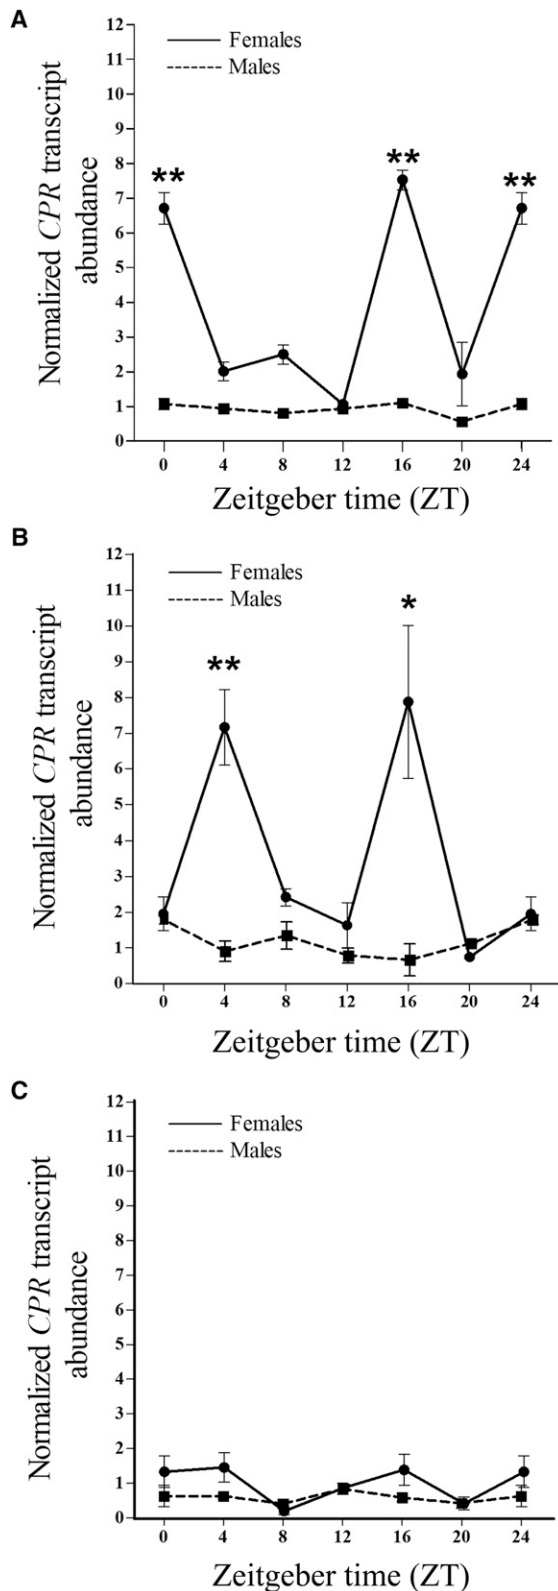 A
12
11
10
9
8
7
6
5
4
3
2
1
0
Normalized CPR transcript
abundance
Females
Males
**
**
**
0 4 8 12 16 20 24
Zeitgeber time (ZT)
B
12
11
10
9
8
7
6
5
4
3
2
1
0
Normalized CPR transcript
abundance
Females
Males
**
*
0 4 8 12 16 20 24
Zeitgeber time (ZT)
C
12
11
10
9
8
7
6
5
4
3
2
1
0
Normalized CPR transcript
abundance
Females
Males
0 4 8 12 16 20 24
Zeitgeber time (ZT)